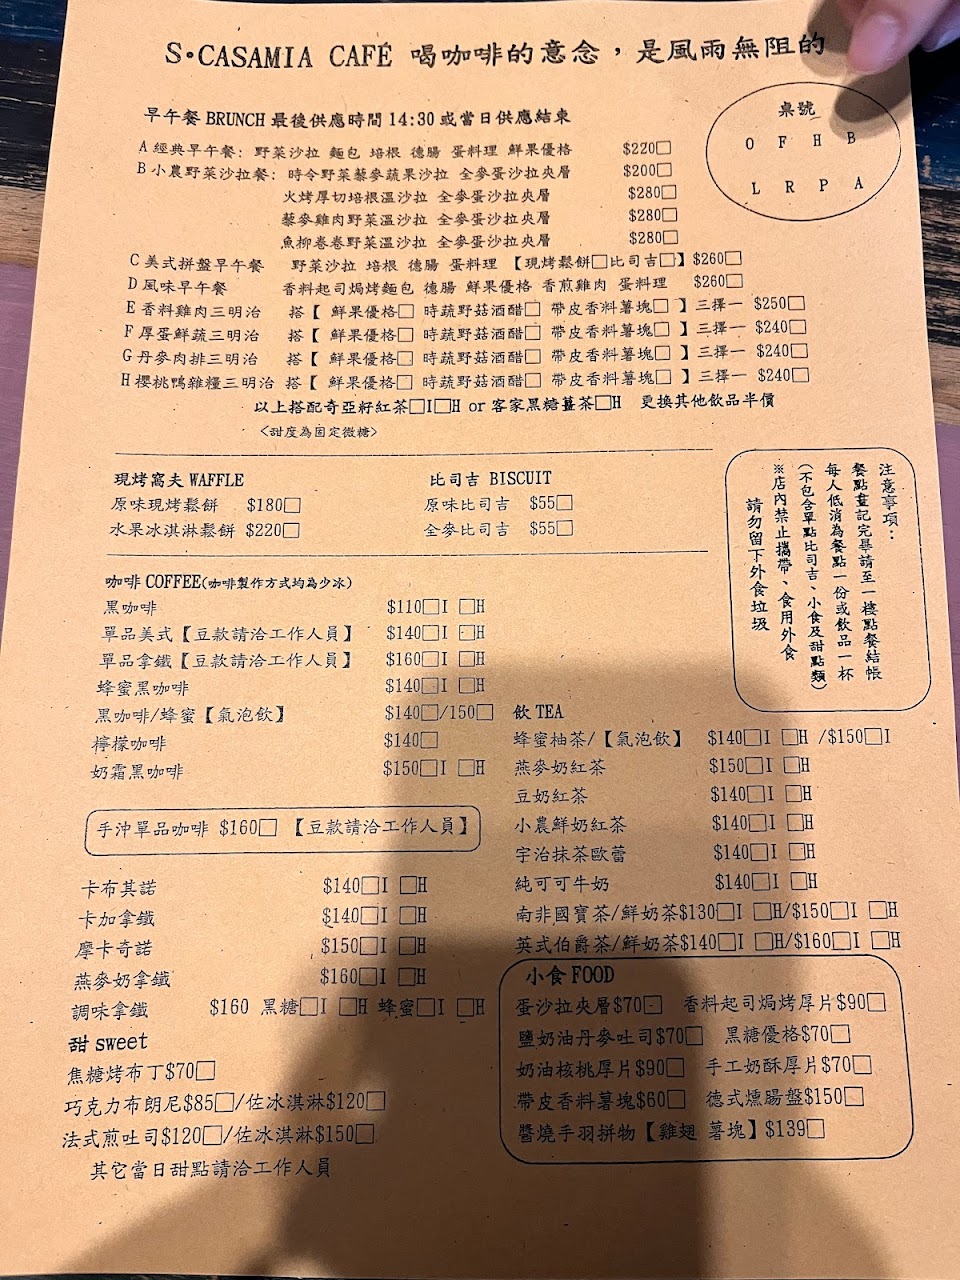 S•CASAMIA CAFÉ 喝咖啡的意念，是風雨無阻的
桌號
O F H B
L R P A
早午餐 BRUNCH 最後供應時間 14:30 或當日供應結束
A 經典早午餐: 野菜沙拉 麵包 培根 德腸 蛋料理 鮮果優格 $220□
B 小農野菜沙拉餐: 時令野菜藜麥蔬果沙拉 全麥蛋沙拉夾層 $200□
火烤厚切培根溫沙拉 全麥蛋沙拉夾層 $280□
藜麥雞肉野菜溫沙拉 全麥蛋沙拉夾層 $280□
魚柳卷卷野菜溫沙拉 全麥蛋沙拉夾層 $280□
C 美式拼盤早午餐 野菜沙拉 培根 德腸 蛋料理 【現烤鬆餅□比司吉□】$260□
D 風味早午餐 香料起司焗烤麵包 德腸 鮮果優格 香煎雞肉 蛋料理 $260□
E 香料雞肉三明治 搭【 鮮果優格□ 時蔬野菇酒醋□ 帶皮香料薯塊□ 】三擇一 $250□
F 厚蛋鮮蔬三明治 搭【 鮮果優格□ 時蔬野菇酒醋□ 帶皮香料薯塊□ 】三擇一 $240□
G 丹麥肉排三明治 搭【 鮮果優格□ 時蔬野菇酒醋□ 帶皮香料薯塊□ 】三擇一 $240□
H 櫻桃鴨雜糧三明治 搭【 鮮果優格□ 時蔬野菇酒醋□ 帶皮香料薯塊□ 】三擇一 $240□
以上搭配奇亞籽紅茶□I□H or 客家黑糖薑茶□H 更換其他飲品半價
<甜度為固定微糖>
現烤窩夫 WAFFLE
原味現烤鬆餅 $180□
水果冰淇淋鬆餅 $220□
比司吉 BISCUIT
原味比司吉 $55□
全麥比司吉 $55□
注意事項：
餐點畫記完畢請至一樓點餐結帳
每人低消為餐點一份或飲品一杯
(不包含單點比司吉、小食及甜點類)
※店內禁止攜帶、食用外食
請勿留下外食垃圾
咖啡 COFFEE(咖啡製作方式均為少冰)
黑咖啡 $110□I □H
單品美式【豆款請洽工作人員】 $140□I □H
單品拿鐵【豆款請洽工作人員】 $160□I □H
蜂蜜黑咖啡 $140□I □H
黑咖啡/蜂蜜【氣泡飲】 $140□/150□
檸檬咖啡 $140□
奶霜黑咖啡 $150□I □H
手沖單品咖啡 $160□ 【豆款請洽工作人員】
卡布其諾 $140□I □H
卡加拿鐵 $140□I □H
摩卡奇諾 $150□I □H
燕麥奶拿鐵 $160□I □H
調味拿鐵 $160 黑糖□I □H 蜂蜜□I □H
甜 sweet
焦糖烤布丁$70□
巧克力布朗尼$85□/佐冰淇淋$120□
法式煎吐司$120□/佐冰淇淋$150□
其它當日甜點請洽工作人員
飲 TEA
蜂蜜柚茶/【氣泡飲】 $140□I □H /$150□I
燕麥奶紅茶 $150□I □H
豆奶紅茶 $140□I □H
小農鮮奶紅茶 $140□I □H
宇治抹茶歐蕾 $140□I □H
純可可牛奶 $140□I □H
南非國寶茶/鮮奶茶$130□I □H/$150□I □H
英式伯爵茶/鮮奶茶$140□I □H/$160□I □H
小食 FOOD
蛋沙拉夾層$70□ 香料起司焗烤厚片$90□
鹽奶油丹麥吐司$70□ 黑糖優格$70□
奶油核桃厚片$90□ 手工奶酥厚片$70□
帶皮香料薯塊$60□ 德式燻腸盤$150□
醬燒手羽拼物【雞翅 薯塊】$139□